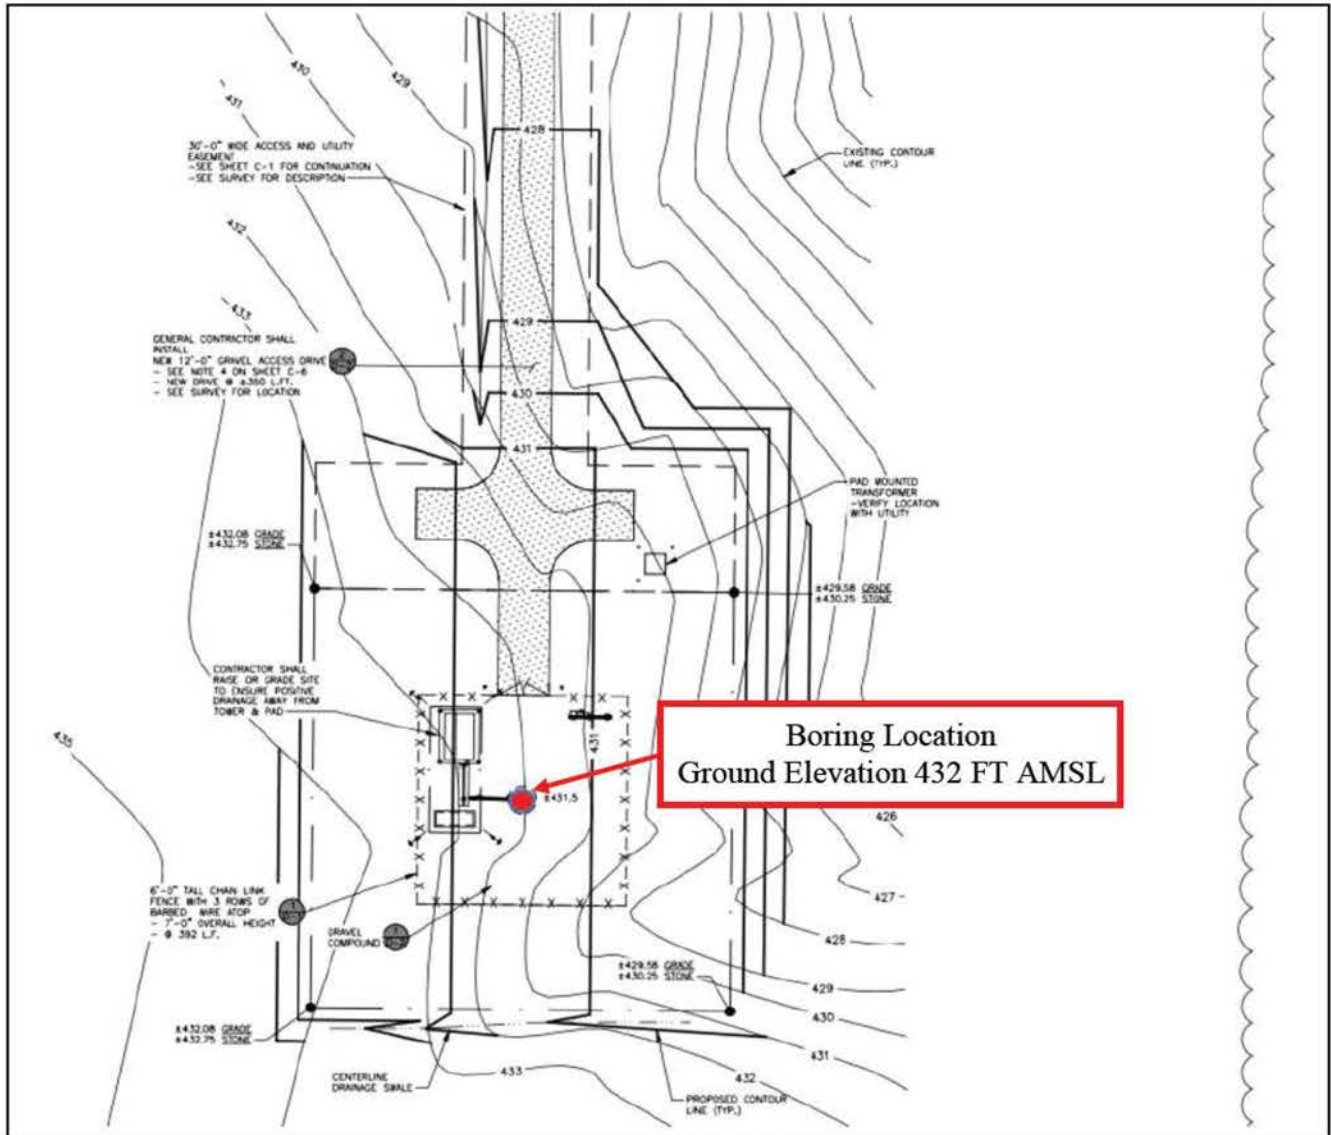 430
429
431
428
30'-0" WIDE ACCESS AND UTILITY
EASEMENT
-SEE SHEET C-1 FOR CONTINUATION
-SEE SURVEY FOR DESCRIPTION
EXISTING CONTOUR
LINE (TYP.)
432
433
429
GENERAL CONTRACTOR SHALL
INSTALL
NEW 12'-0" GRAVEL ACCESS DRIVE
- SEE NOTE 4 ON SHEET C-6
- NEW DRIVE @ ±350 L.FT.
- SEE SURVEY FOR LOCATION
430
431
PAD MOUNTED
TRANSFORMER
-VERIFY LOCATION
WITH UTILITY
±432.08 GRADE
±432.75 STONE
±429.58 GRADE
±430.25 STONE
CONTRACTOR SHALL
RAISE OR GRADE SITE
TO ENSURE POSITIVE
DRAINAGE AWAY FROM
TOWER & PAD
435
431
Boring Location
Ground Elevation 432 FT AMSL
±431.5
426
6'-0" TALL CHAN LINK
FENCE WITH 3 ROWS OF
BARBED WIRE ATOP
- 7'-0" OVERALL HEIGHT
- @ 392 L.F.
427
GRAVEL
COMPOUND
428
±429.58 GRADE
±430.25 STONE
429
430
±432.08 GRADE
±432.75 STONE
431
433
432
CENTERLINE
DRAINAGE SWALE
PROPOSED CONTOUR
LINE (TYP.)